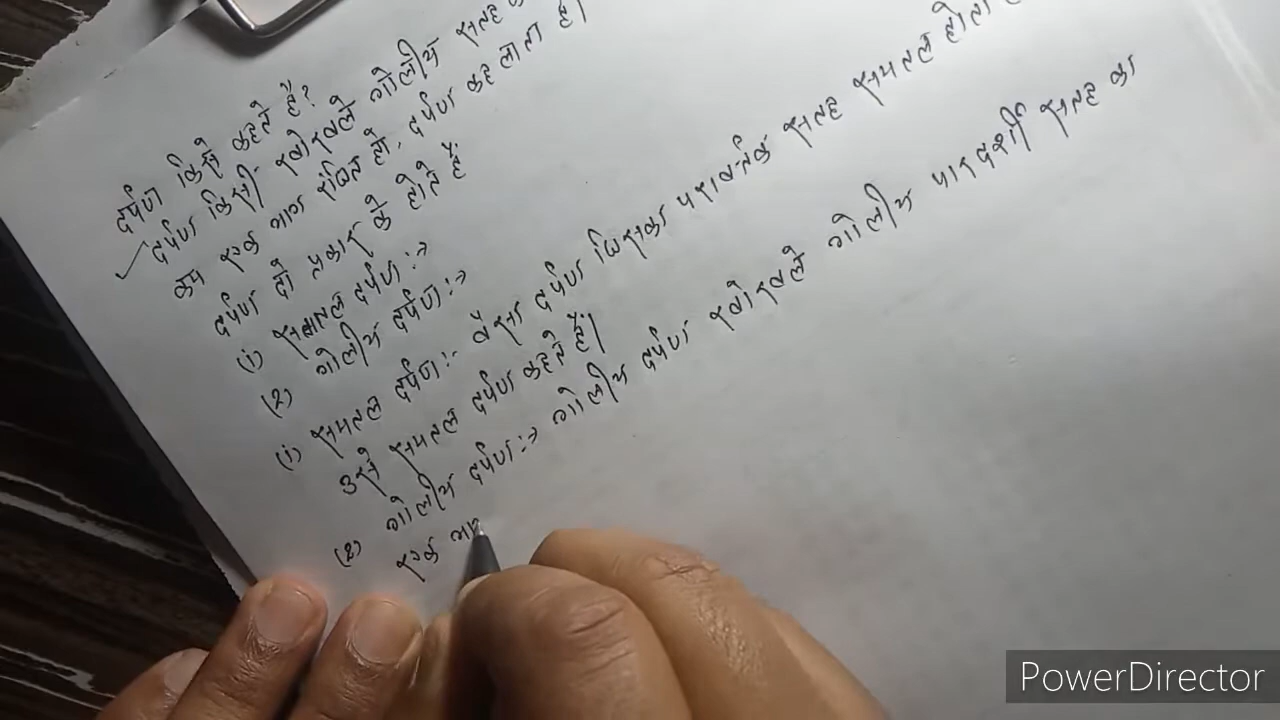 दर्पण किसे कहते हैं?
दर्पण किसी खोखले गोलीय सतह
कम एक भाग रंजित हो, दर्पण कहलाता है।
दर्पण दो प्रकार के होते हैं
(i) समतल दर्पण :→
(2) गोलीय दर्पण :→
(i) समतल दर्पण :- वैसा दर्पण जिसका परावर्तक सतह समतल होता
उसे समतल दर्पण कहते हैं।
(2) गोलीय दर्पण :→ गोलीय दर्पण खोखले गोलीय पारदर्शी सतह का
एक भा
PowerDirector